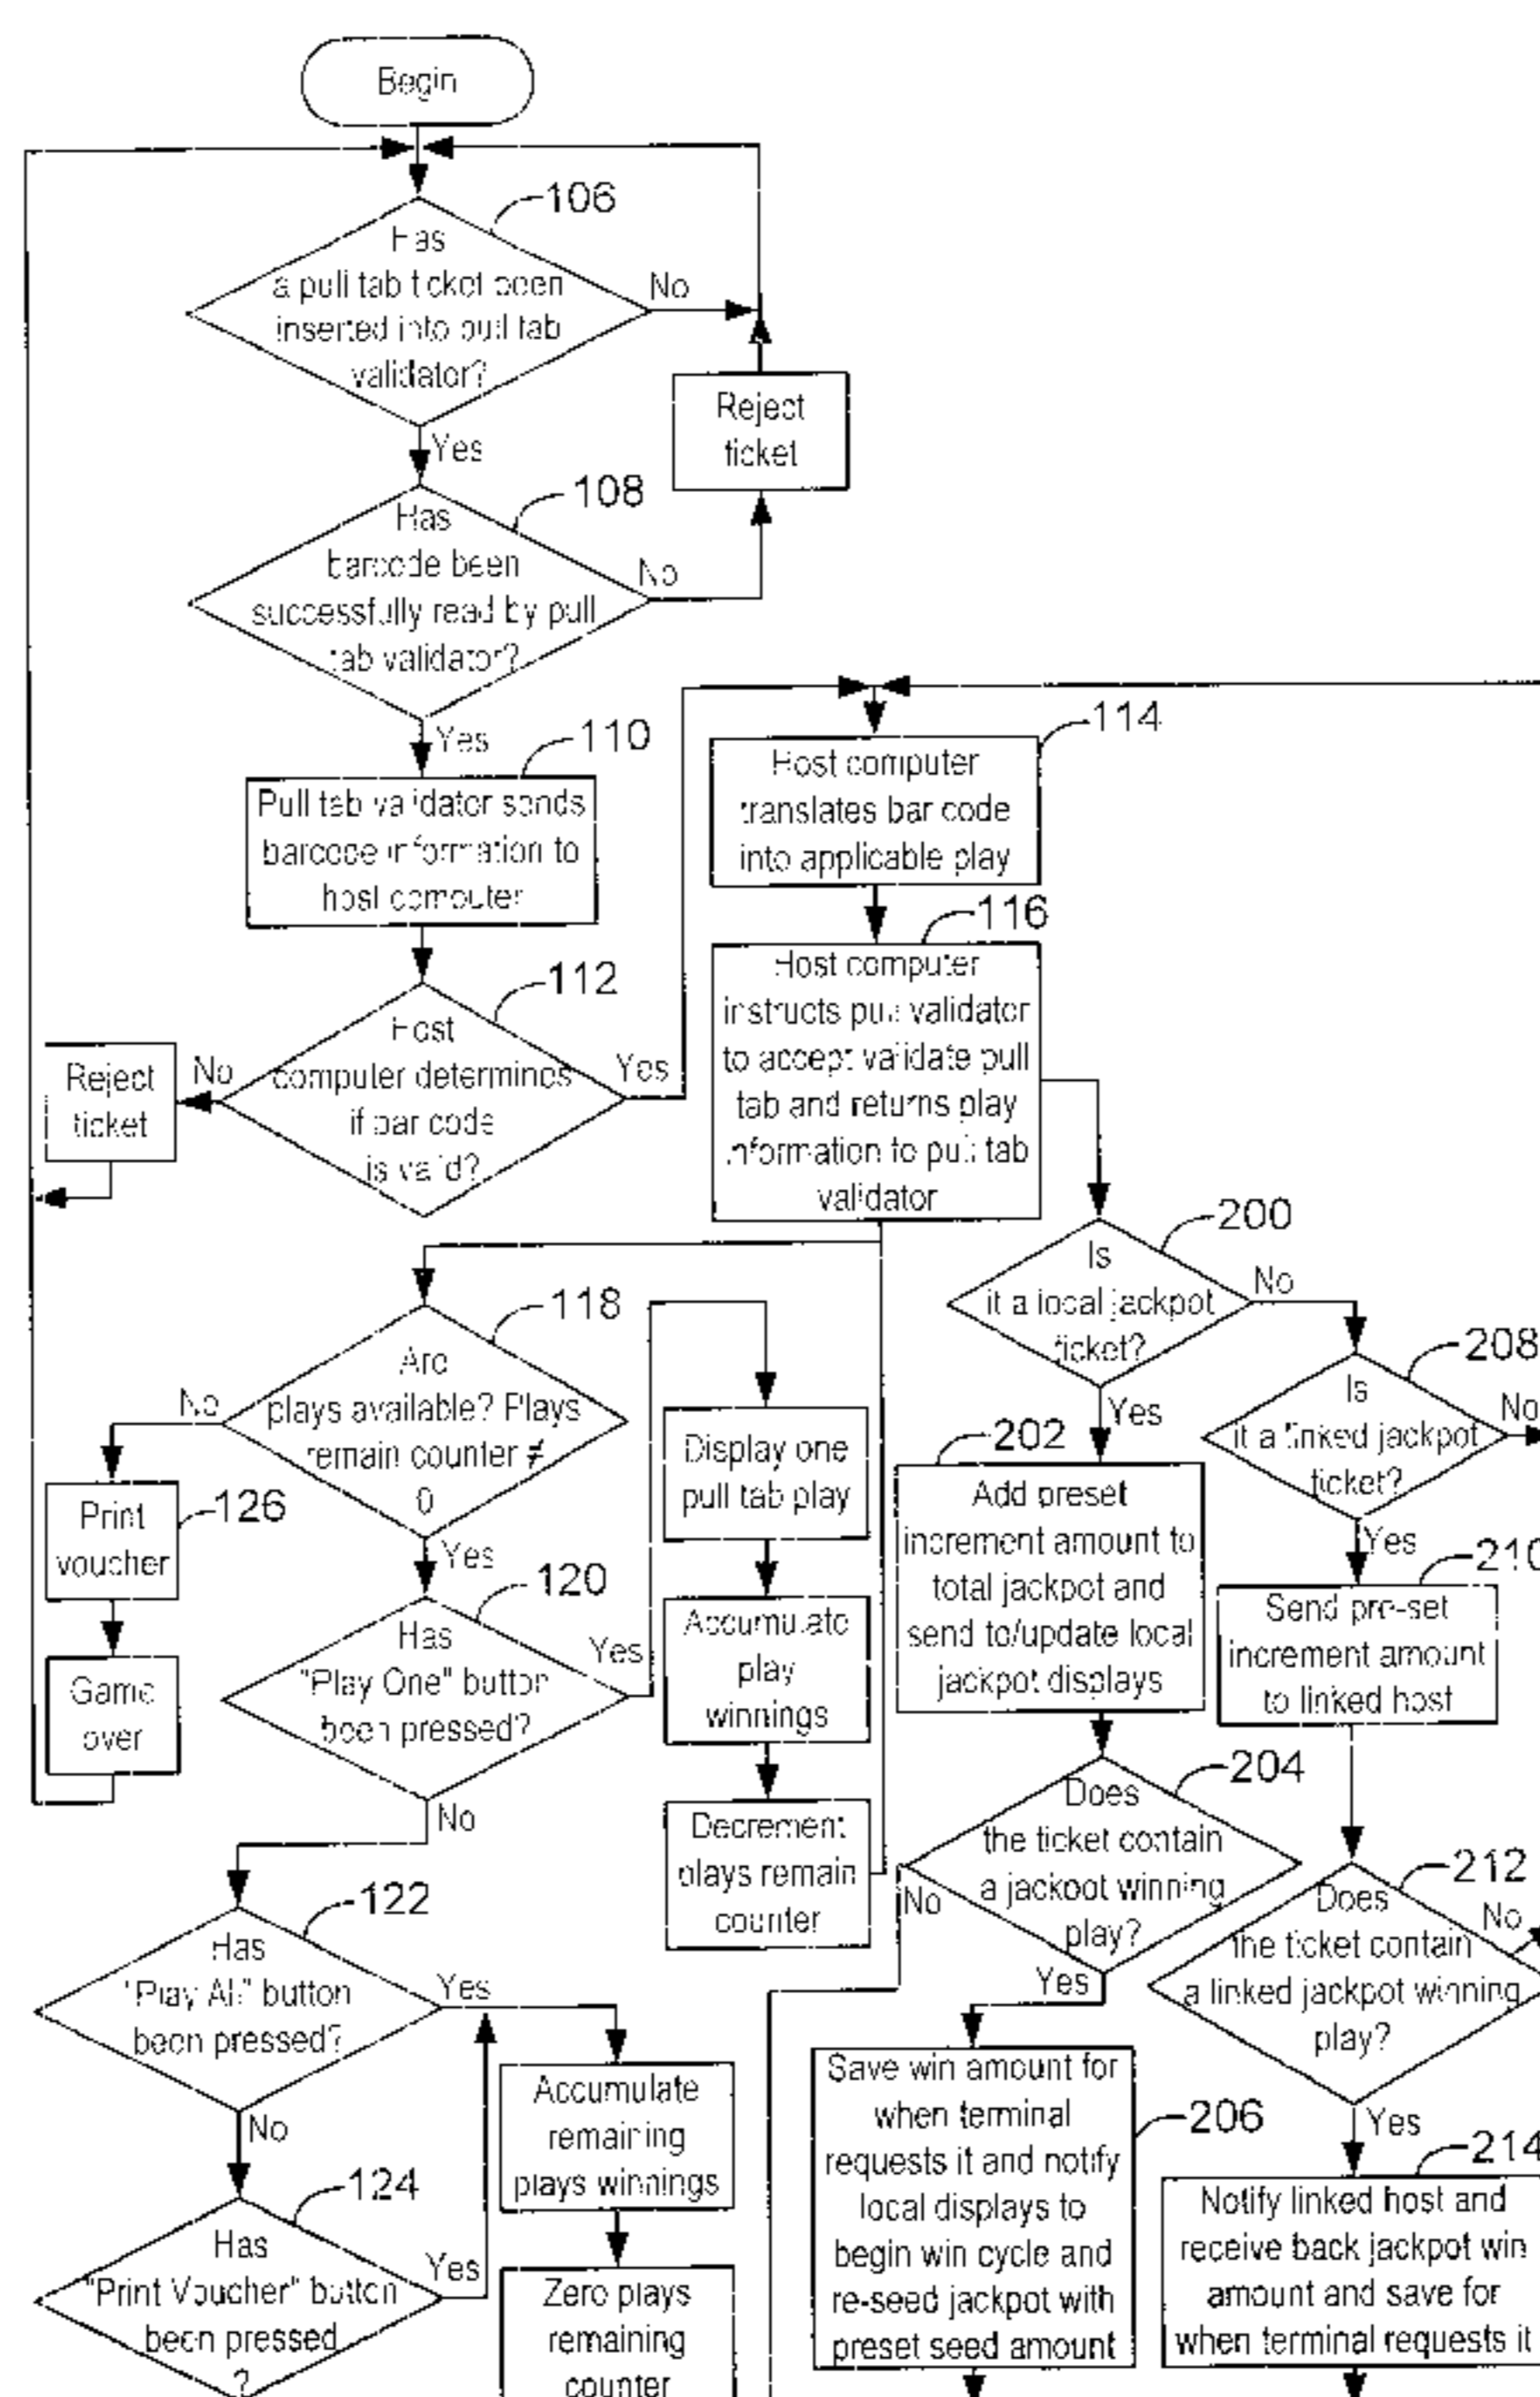 Begin
106
Has
a pull tab ticket been
inserted into pull tab
validator?
No
Yes
Reject
ticket
108
Has
barcode been
successfully read by pull
tab validator?
No
Yes
110
Pull tab validator sends
barcode information to
host computer
112
Host
computer determines
if bar code
is valid?
No
Yes
Reject
ticket
114
Host computer
translates bar code
into applicable play
116
Host computer
instructs pull validator
to accept validate pull
tab and returns play
information to pull tab
validator
118
Are
plays available? Plays
remain counter ≠
0
No
Yes
126
Print
voucher
Game
over
120
Has
"Play One" button
been pressed?
Yes
No
Display one
pull tab play
Accumulate
play
winnings
Decrement
plays remain
counter
122
Has
"Play All" button
been pressed?
Yes
No
124
Has
"Print Voucher" button
been pressed
?
Yes
Accumulate
remaining
plays winnings
Zero plays
remaining
counter
200
Is
it a local jackpot
ticket?
No
Yes
202
Add preset
increment amount to
total jackpot and
send to/update local
jackpot displays
204
Does
the ticket contain
a jackpot winning
play?
No
Yes
206
Save win amount for
when terminal
requests it and notify
local displays to
begin win cycle and
re-seed jackpot with
preset seed amount
208
Is
it a linked jackpot
ticket?
No
Yes
210
Send pre-set
increment amount
to linked host
212
Does
the ticket contain
a linked jackpot winning
play?
No
Yes
214
Notify linked host and
receive back jackpot win
amount and save for
when terminal requests it